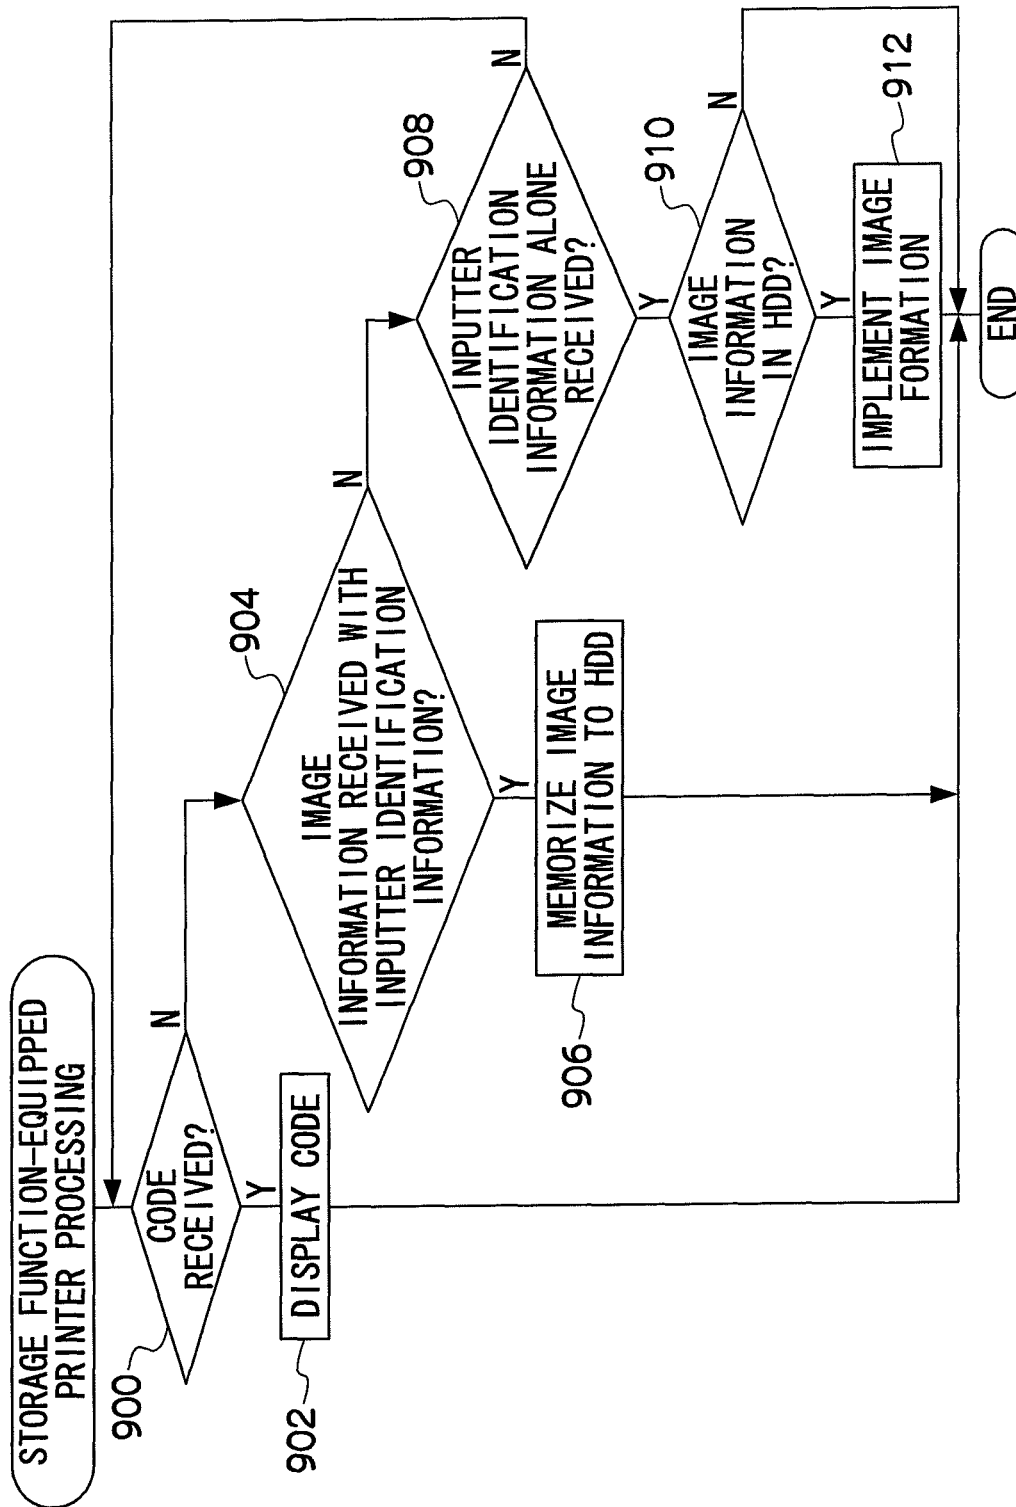 STORAGE FUNCTION-EQUIPPED
PRINTER PROCESSING
900
CODE
RECEIVED?
N
Y
902
DISPLAY CODE
904
IMAGE
INFORMATION RECEIVED WITH
INPUTTER IDENTIFICATION
INFORMATION?
N
Y
906
MEMORIZE IMAGE
INFORMATION TO HDD
908
INPUTTER
IDENTIFICATION
INFORMATION ALONE
RECEIVED?
N
Y
910
IMAGE
INFORMATION
IN HDD?
N
Y
912
IMPLEMENT IMAGE
FORMATION
END